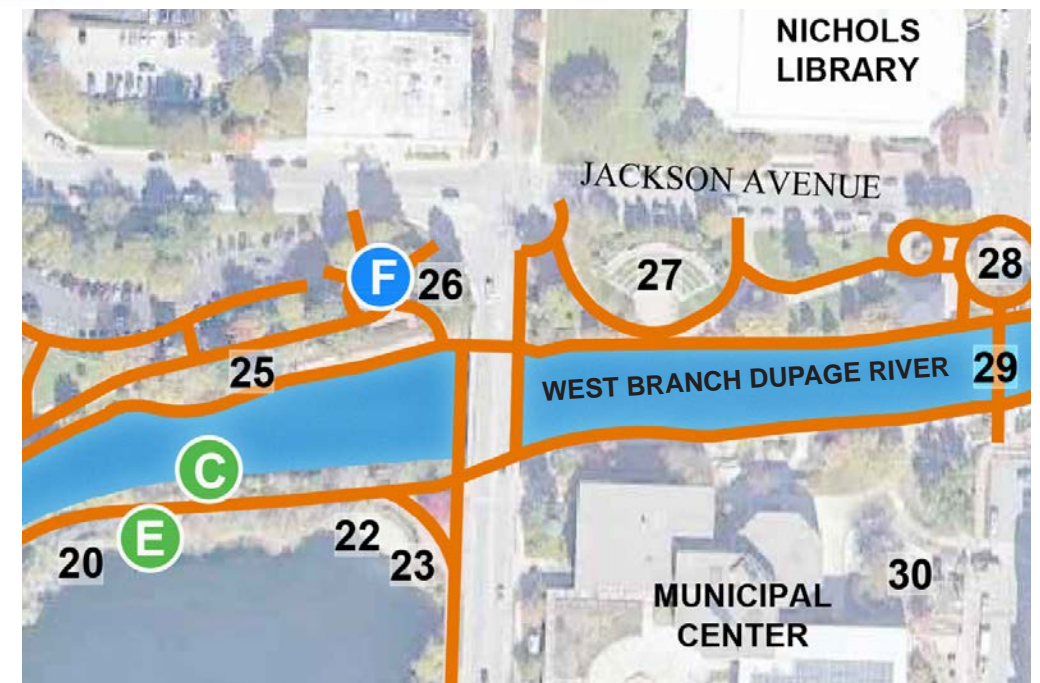 NICHOLS
LIBRARY
JACKSON AVENUE
F
26
27
28
25
WEST BRANCH DUPAGE RIVER
29
C
E
20
22
23
30
MUNICIPAL
CENTER